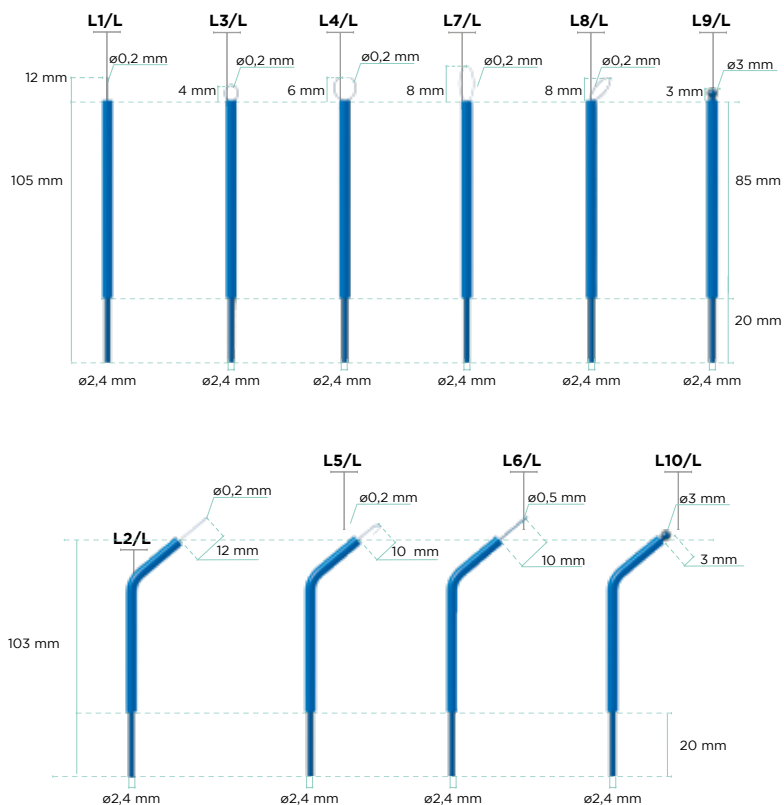 L1/L
L3/L
L4/L
L7/L
L8/L
L9/L
ø0,2 mm
ø0,2 mm
ø0,2 mm
ø0,2 mm
ø0,2 mm
ø3 mm
12 mm
4 mm
6 mm
8 mm
8 mm
3 mm
105 mm
85 mm
20 mm
ø2,4 mm
ø2,4 mm
ø2,4 mm
ø2,4 mm
ø2,4 mm
ø2,4 mm
L5/L
L6/L
L10/L
ø0,2 mm
ø0,2 mm
ø0,5 mm
ø3 mm
L2/L
12 mm
10 mm
10 mm
3 mm
103 mm
20 mm
ø2,4 mm
ø2,4 mm
ø2,4 mm
ø2,4 mm